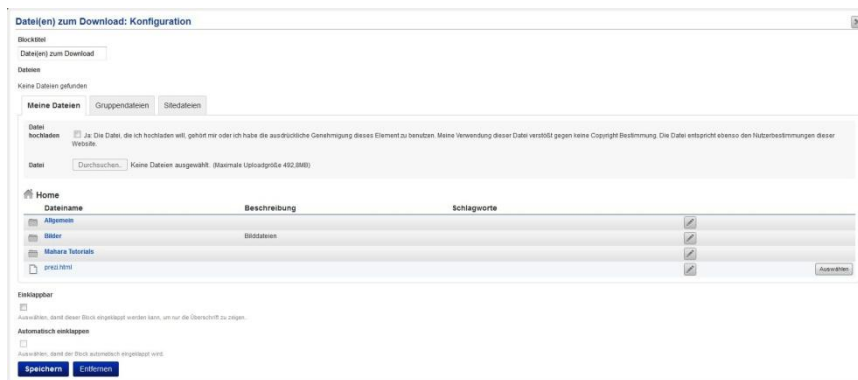 Datei(en) zum Download: Konfiguration
Blocktitel
Datei(en) zum Download
Dateien
Keine Dateien gefunden
Meine Dateien Gruppendateien Sitedateien
Datei hochladen
Ja: Die Datei, die ich hochladen will, gehört mir oder ich habe die ausdrückliche Genehmigung dieses Element zu benutzen. Meine Verwendung dieser Datei verstößt gegen keine Copyright Bestimmung. Die Datei entspricht ebenso den Nutzerbestimmungen dieser
Website.
Datei Durchsuchen.. Keine Dateien ausgewählt. (Maximale Uploadgröße 492,8MB)
Home
Dateiname Beschreibung Schlagworte
Allgemein
Bilder Bilddateien
Mahara Tutorials
prezi.html Auswählen
Einklappbar
Auswählen, damit dieser Block eingeklappt werden kann, um nur die Überschrift zu zeigen.
Automatisch einklappen
Auswählen, damit der Block automatisch eingeklappt wird.
Speichern Entfernen